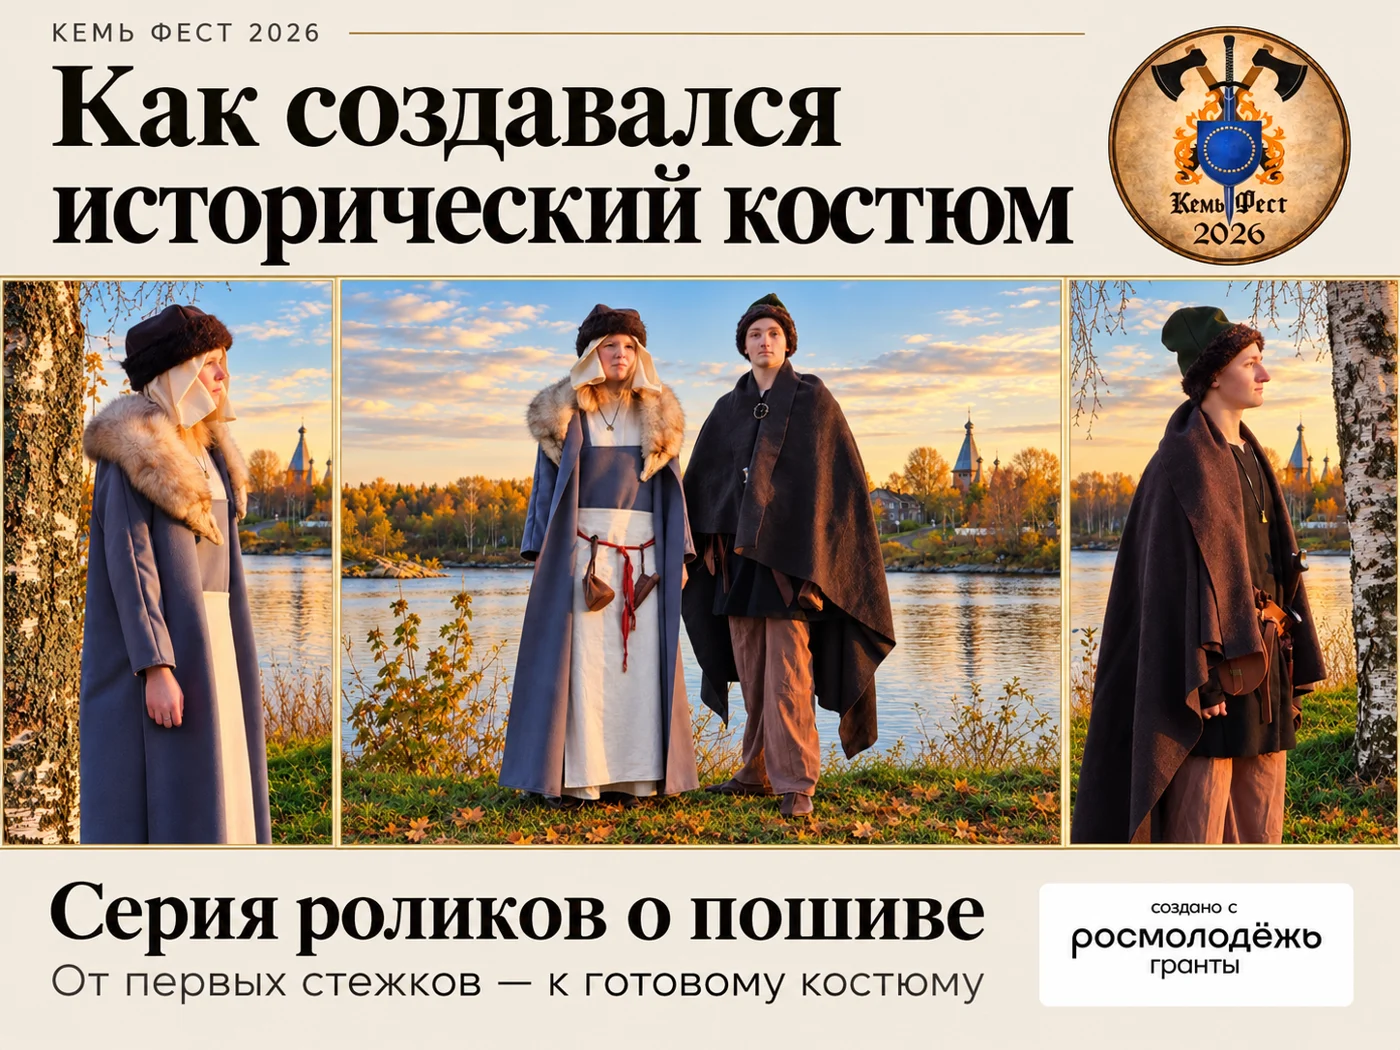 КЕМЬ ФЕСТ 2026
Как создавался
исторический костюм
Кемь Фест
2026
Серия роликов о пошиве
От первых стежков — к готовому костюму
создано с
росмолодёжь
гранты